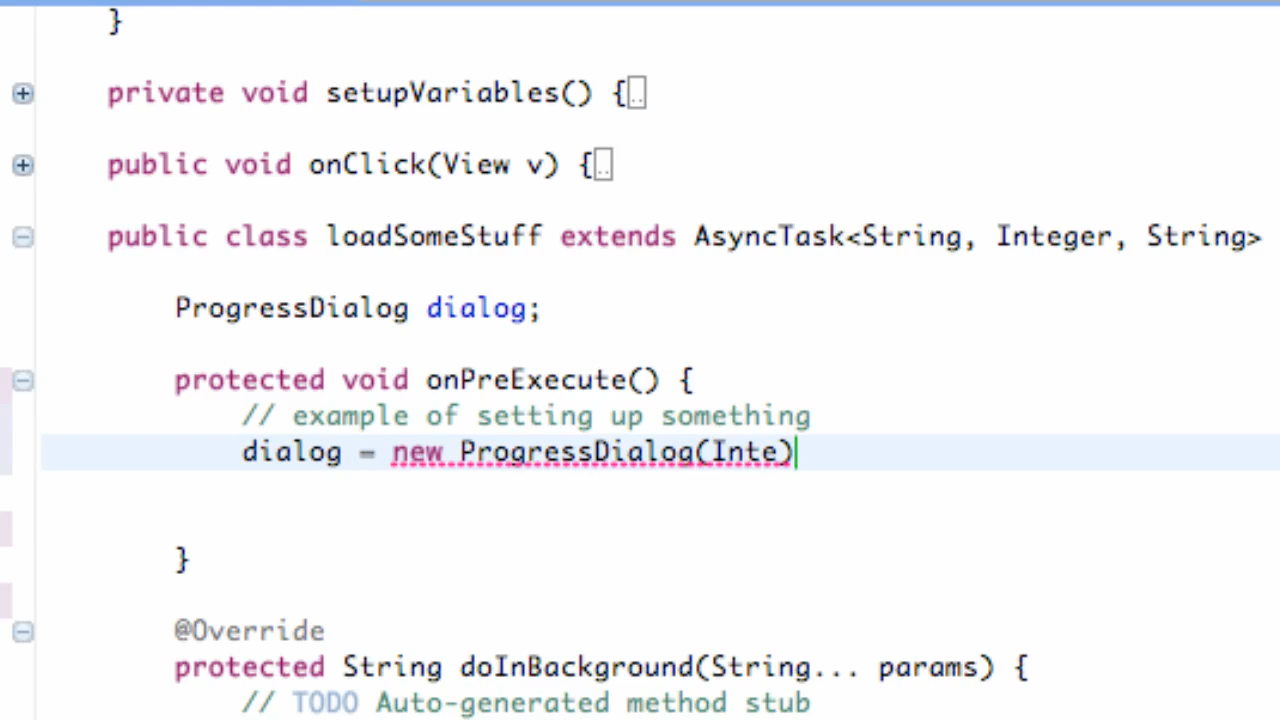 }
private void setupVariables() {..
public void onClick(View v) {..
public class loadSomeStuff extends AsyncTask<String, Integer, String>
ProgressDialog dialog;
protected void onPreExecute() {
// example of setting up something
dialog = new ProgressDialog(Inte)
}
@Override
protected String doInBackground(String... params) {
// TODO Auto-generated method stub